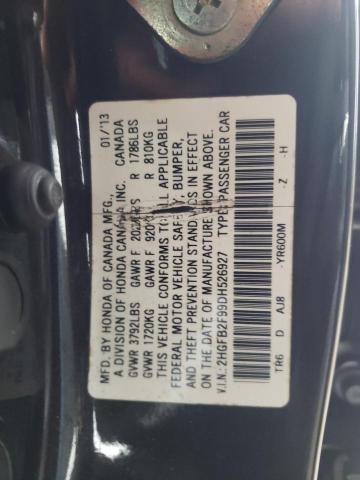 MFD. BY HONDA OF CANADA MFG., 01/'13
A DIVISION OF HONDA CANADA INC. CANADA
GVWR 3792LBS GAWR F 2028LBS R 1786LBS
GVWR 1720KG GAWR F 920KG R 810KG
THIS VEHICLE CONFORMS TO ALL APPLICABLE
FEDERAL MOTOR VEHICLE SAFETY, BUMPER,
AND THEFT PREVENTION STANDARDS IN EFFECT
ON THE DATE OF MANUFACTURE SHOWN ABOVE.
V.I.N.: 2HGFB2F99DH526927 TYPE: PASSENGER CAR
TR6 D AJ8 -YR600M -Z -H